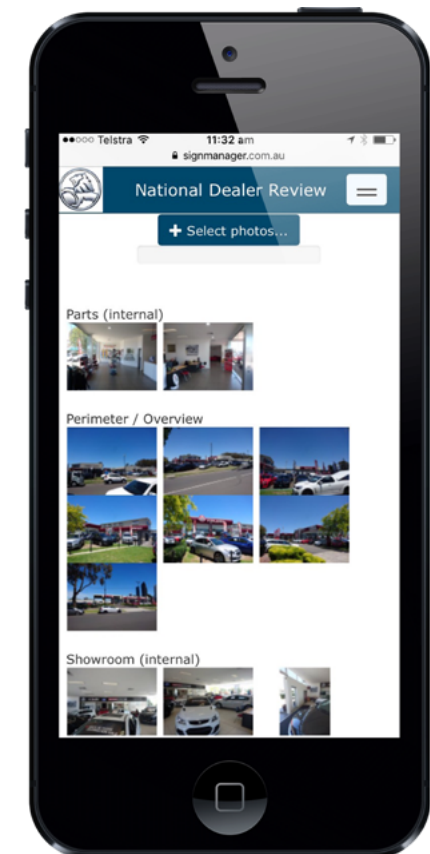 ●●○○○ Telstra 11:32 am
signmanager.com.au
National Dealer Review
+ Select photos...
Parts (internal)
Perimeter / Overview
Showroom (internal)